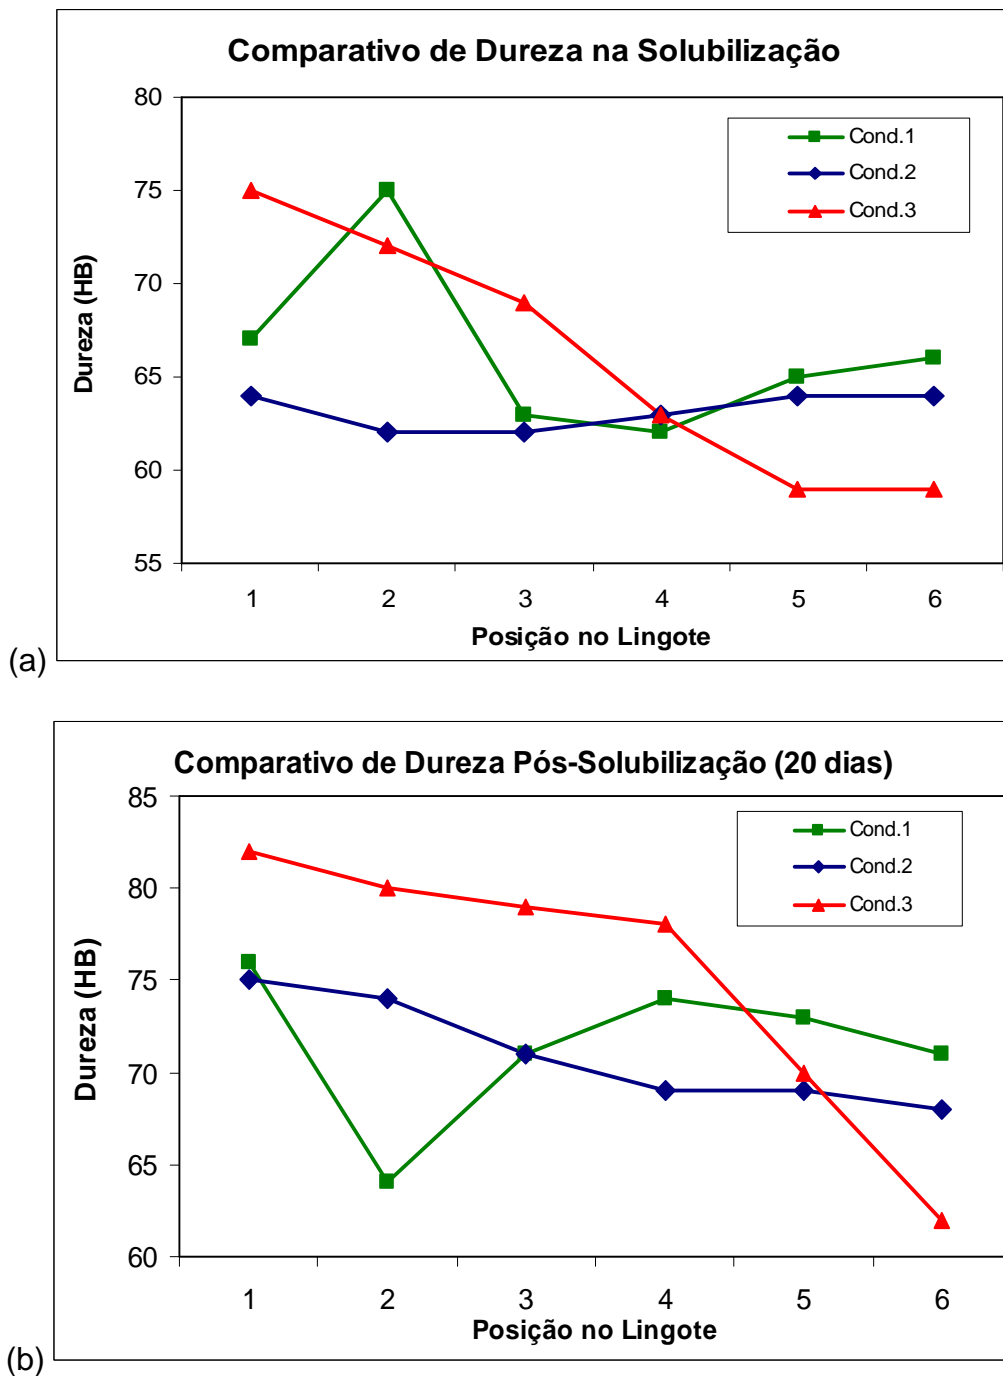 Comparativo de Dureza na Solubilização
80
75
70
65
60
55
Dureza (HB)
Cond.1
Cond.2
Cond.3
1 2 3 4 5 6
Posição no Lingote
(a)
Comparativo de Dureza Pós-Solubilização (20 dias)
85
80
75
70
65
60
Dureza (HB)
Cond.1
Cond.2
Cond.3
1 2 3 4 5 6
Posição no Lingote
(b)